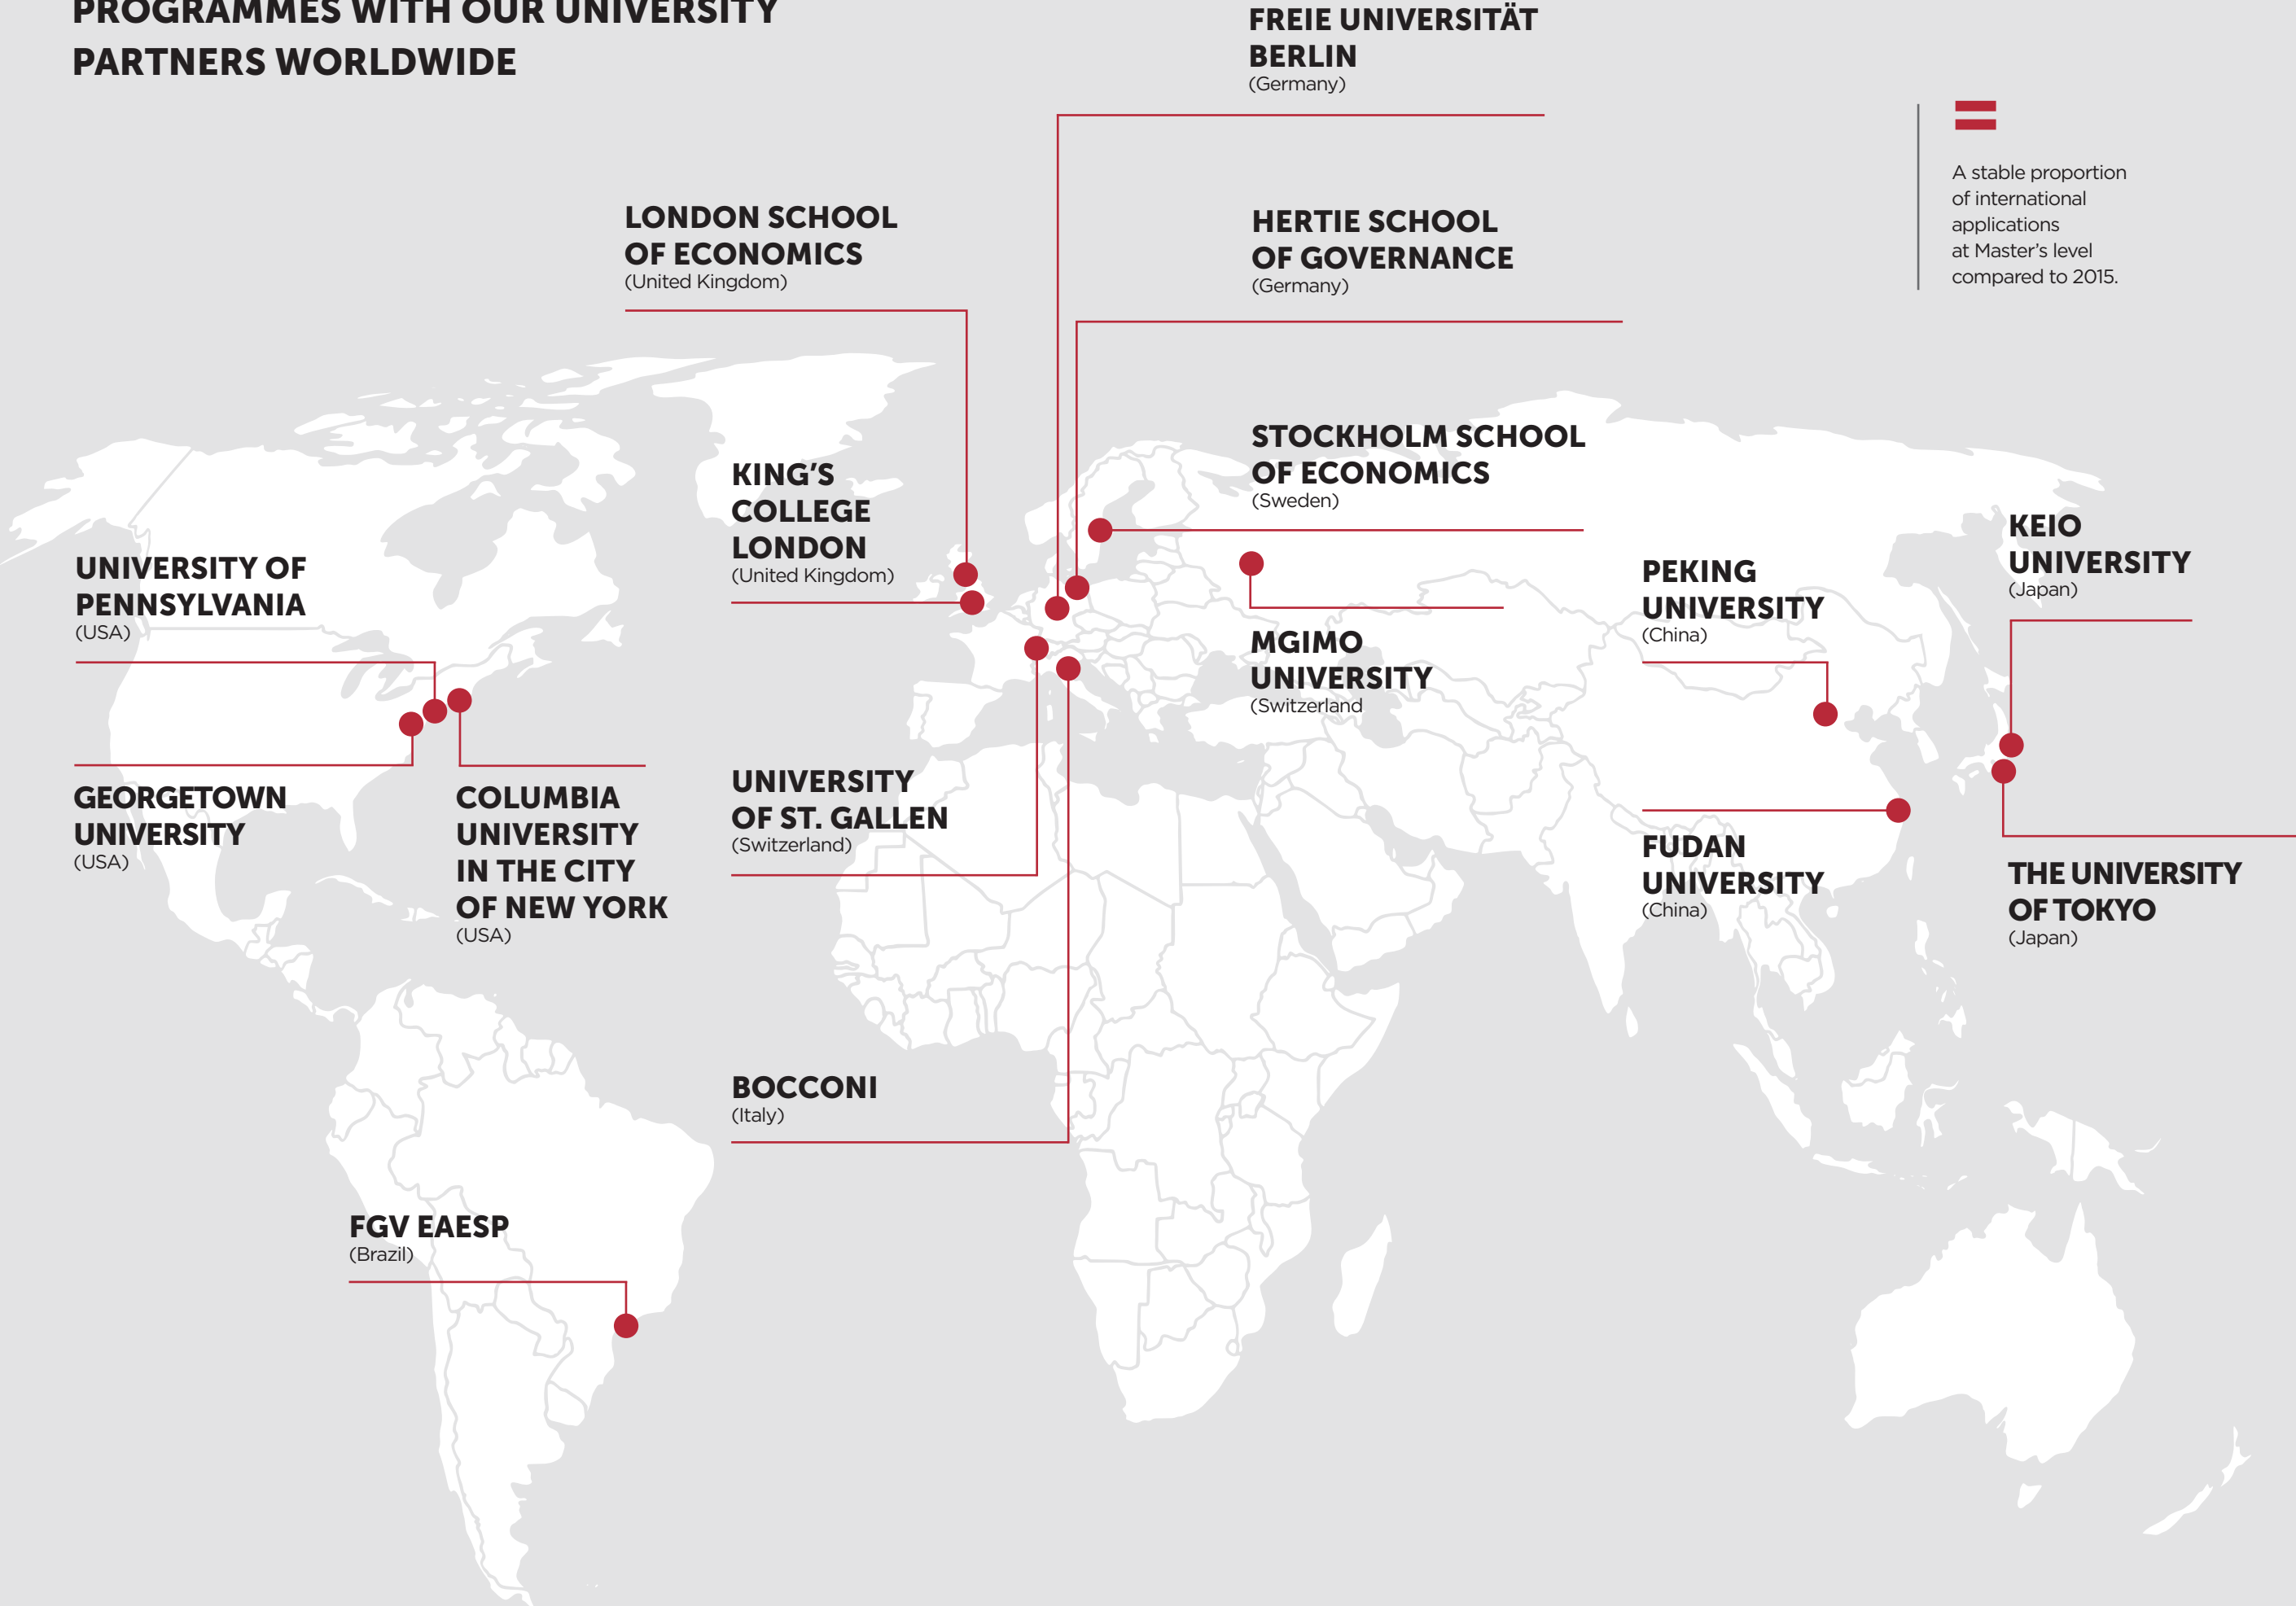 PROGRAMMES WITH OUR UNIVERSITY
PARTNERS WORLDWIDE
FREIE UNIVERSITÄT
BERLIN
(Germany)
A stable proportion
of international
applications
at Master’s level
compared to 2015.
LONDON SCHOOL
OF ECONOMICS
(United Kingdom)
HERTIE SCHOOL
OF GOVERNANCE
(Germany)
STOCKHOLM SCHOOL
OF ECONOMICS
(Sweden)
KING’S
COLLEGE
LONDON
(United Kingdom)
KEIO
UNIVERSITY
(Japan)
UNIVERSITY OF
PENNSYLVANIA
(USA)
PEKING
UNIVERSITY
(China)
MGIMO
UNIVERSITY
(Switzerland
GEORGETOWN
UNIVERSITY
(USA)
COLUMBIA
UNIVERSITY
IN THE CITY
OF NEW YORK
(USA)
UNIVERSITY
OF ST. GALLEN
(Switzerland)
FUDAN
UNIVERSITY
(China)
THE UNIVERSITY
OF TOKYO
(Japan)
BOCCONI
(Italy)
FGV EAESP
(Brazil)